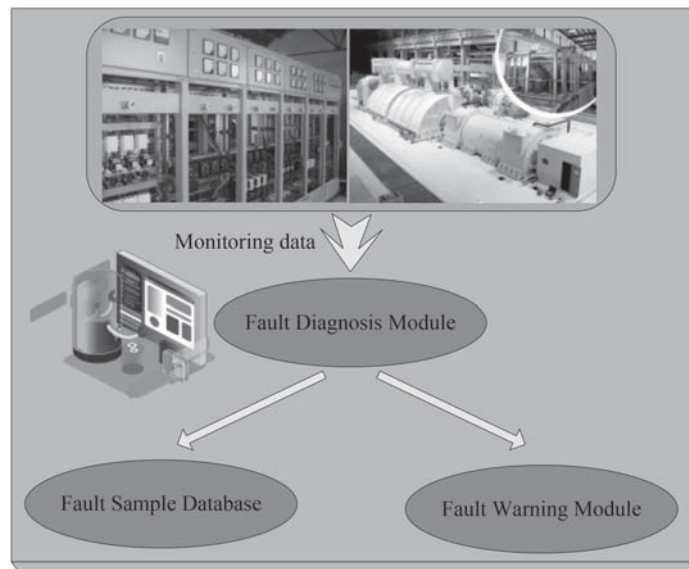 Monitoring data
Fault Diagnosis Module
Fault Sample Database
Fault Warning Module